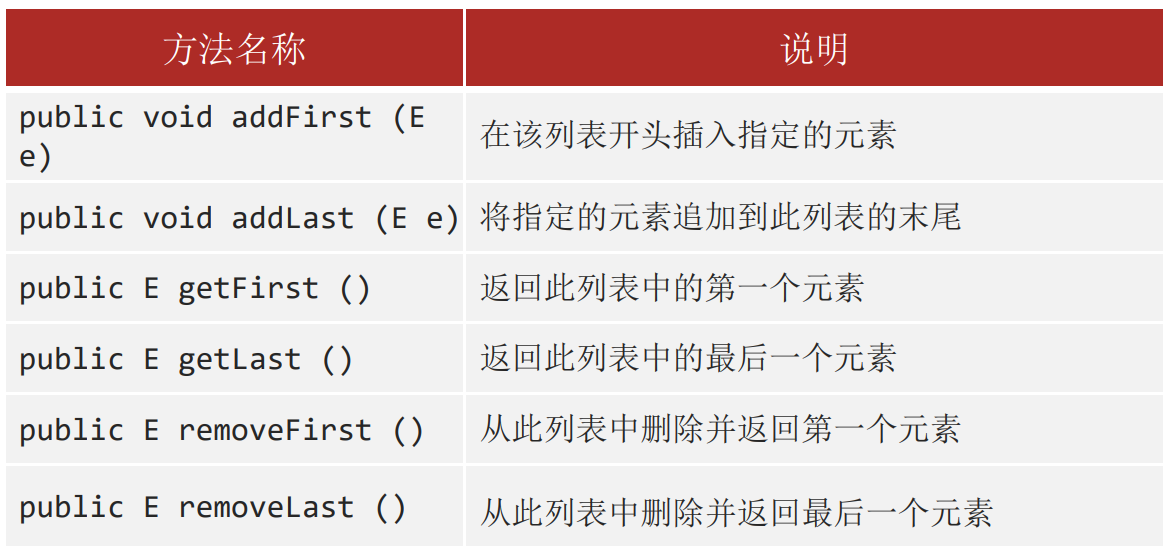 方法名称
说明
public void addFirst (E
e)
在该列表开头插入指定的元素
public void addLast (E e)
将指定的元素追加到此列表的末尾
public E getFirst ()
返回此列表中的第一个元素
public E getLast ()
返回此列表中的最后一个元素
public E removeFirst ()
从此列表中删除并返回第一个元素
public E removeLast ()
从此列表中删除并返回最后一个元素